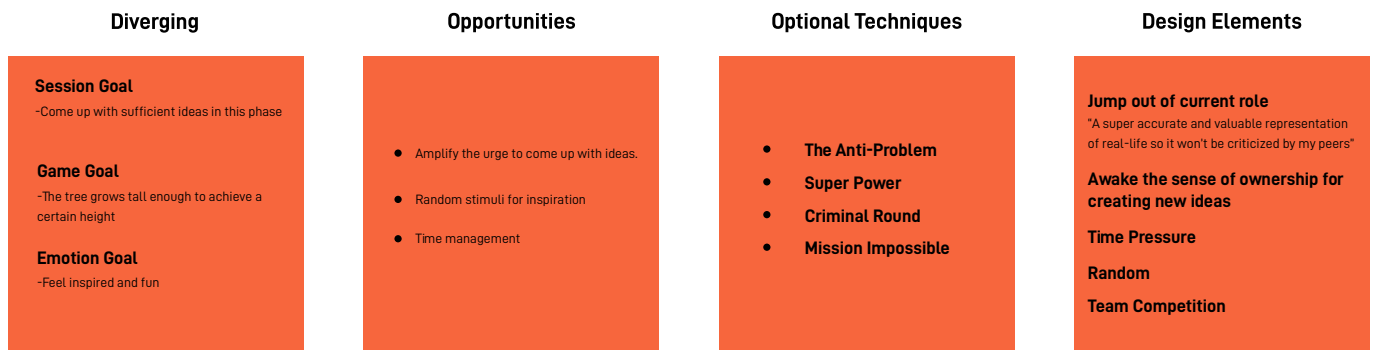 Diverging
Session Goal
-Come up with sufficient ideas in this phase
Game Goal
-The tree grows tall enough to achieve a
certain height
Emotion Goal
-Feel inspired and fun
Opportunities
● Amplify the urge to come up with ideas.
● Random stimuli for inspiration
● Time management
Optional Techniques
● The Anti-Problem
● Super Power
● Criminal Round
● Mission Impossible
Design Elements
Jump out of current role
"A super accurate and valuable representation
of real-life so it won't be criticized by my peers"
Awake the sense of ownership for
creating new ideas
Time Pressure
Random
Team Competition